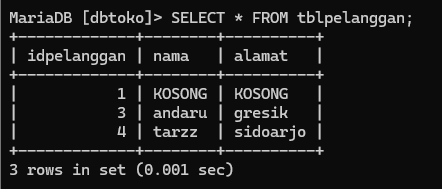 MariaDB [dbtoko]> SELECT * FROM tblpelanggan;
+-------------+--------+----------+
| idpelanggan | nama   | alamat   |
+-------------+--------+----------+
|           1 | KOSONG | KOSONG   |
|           3 | andaru | gresik   |
|           4 | tarzz  | sidoarjo |
+-------------+--------+----------+
3 rows in set (0.001 sec)